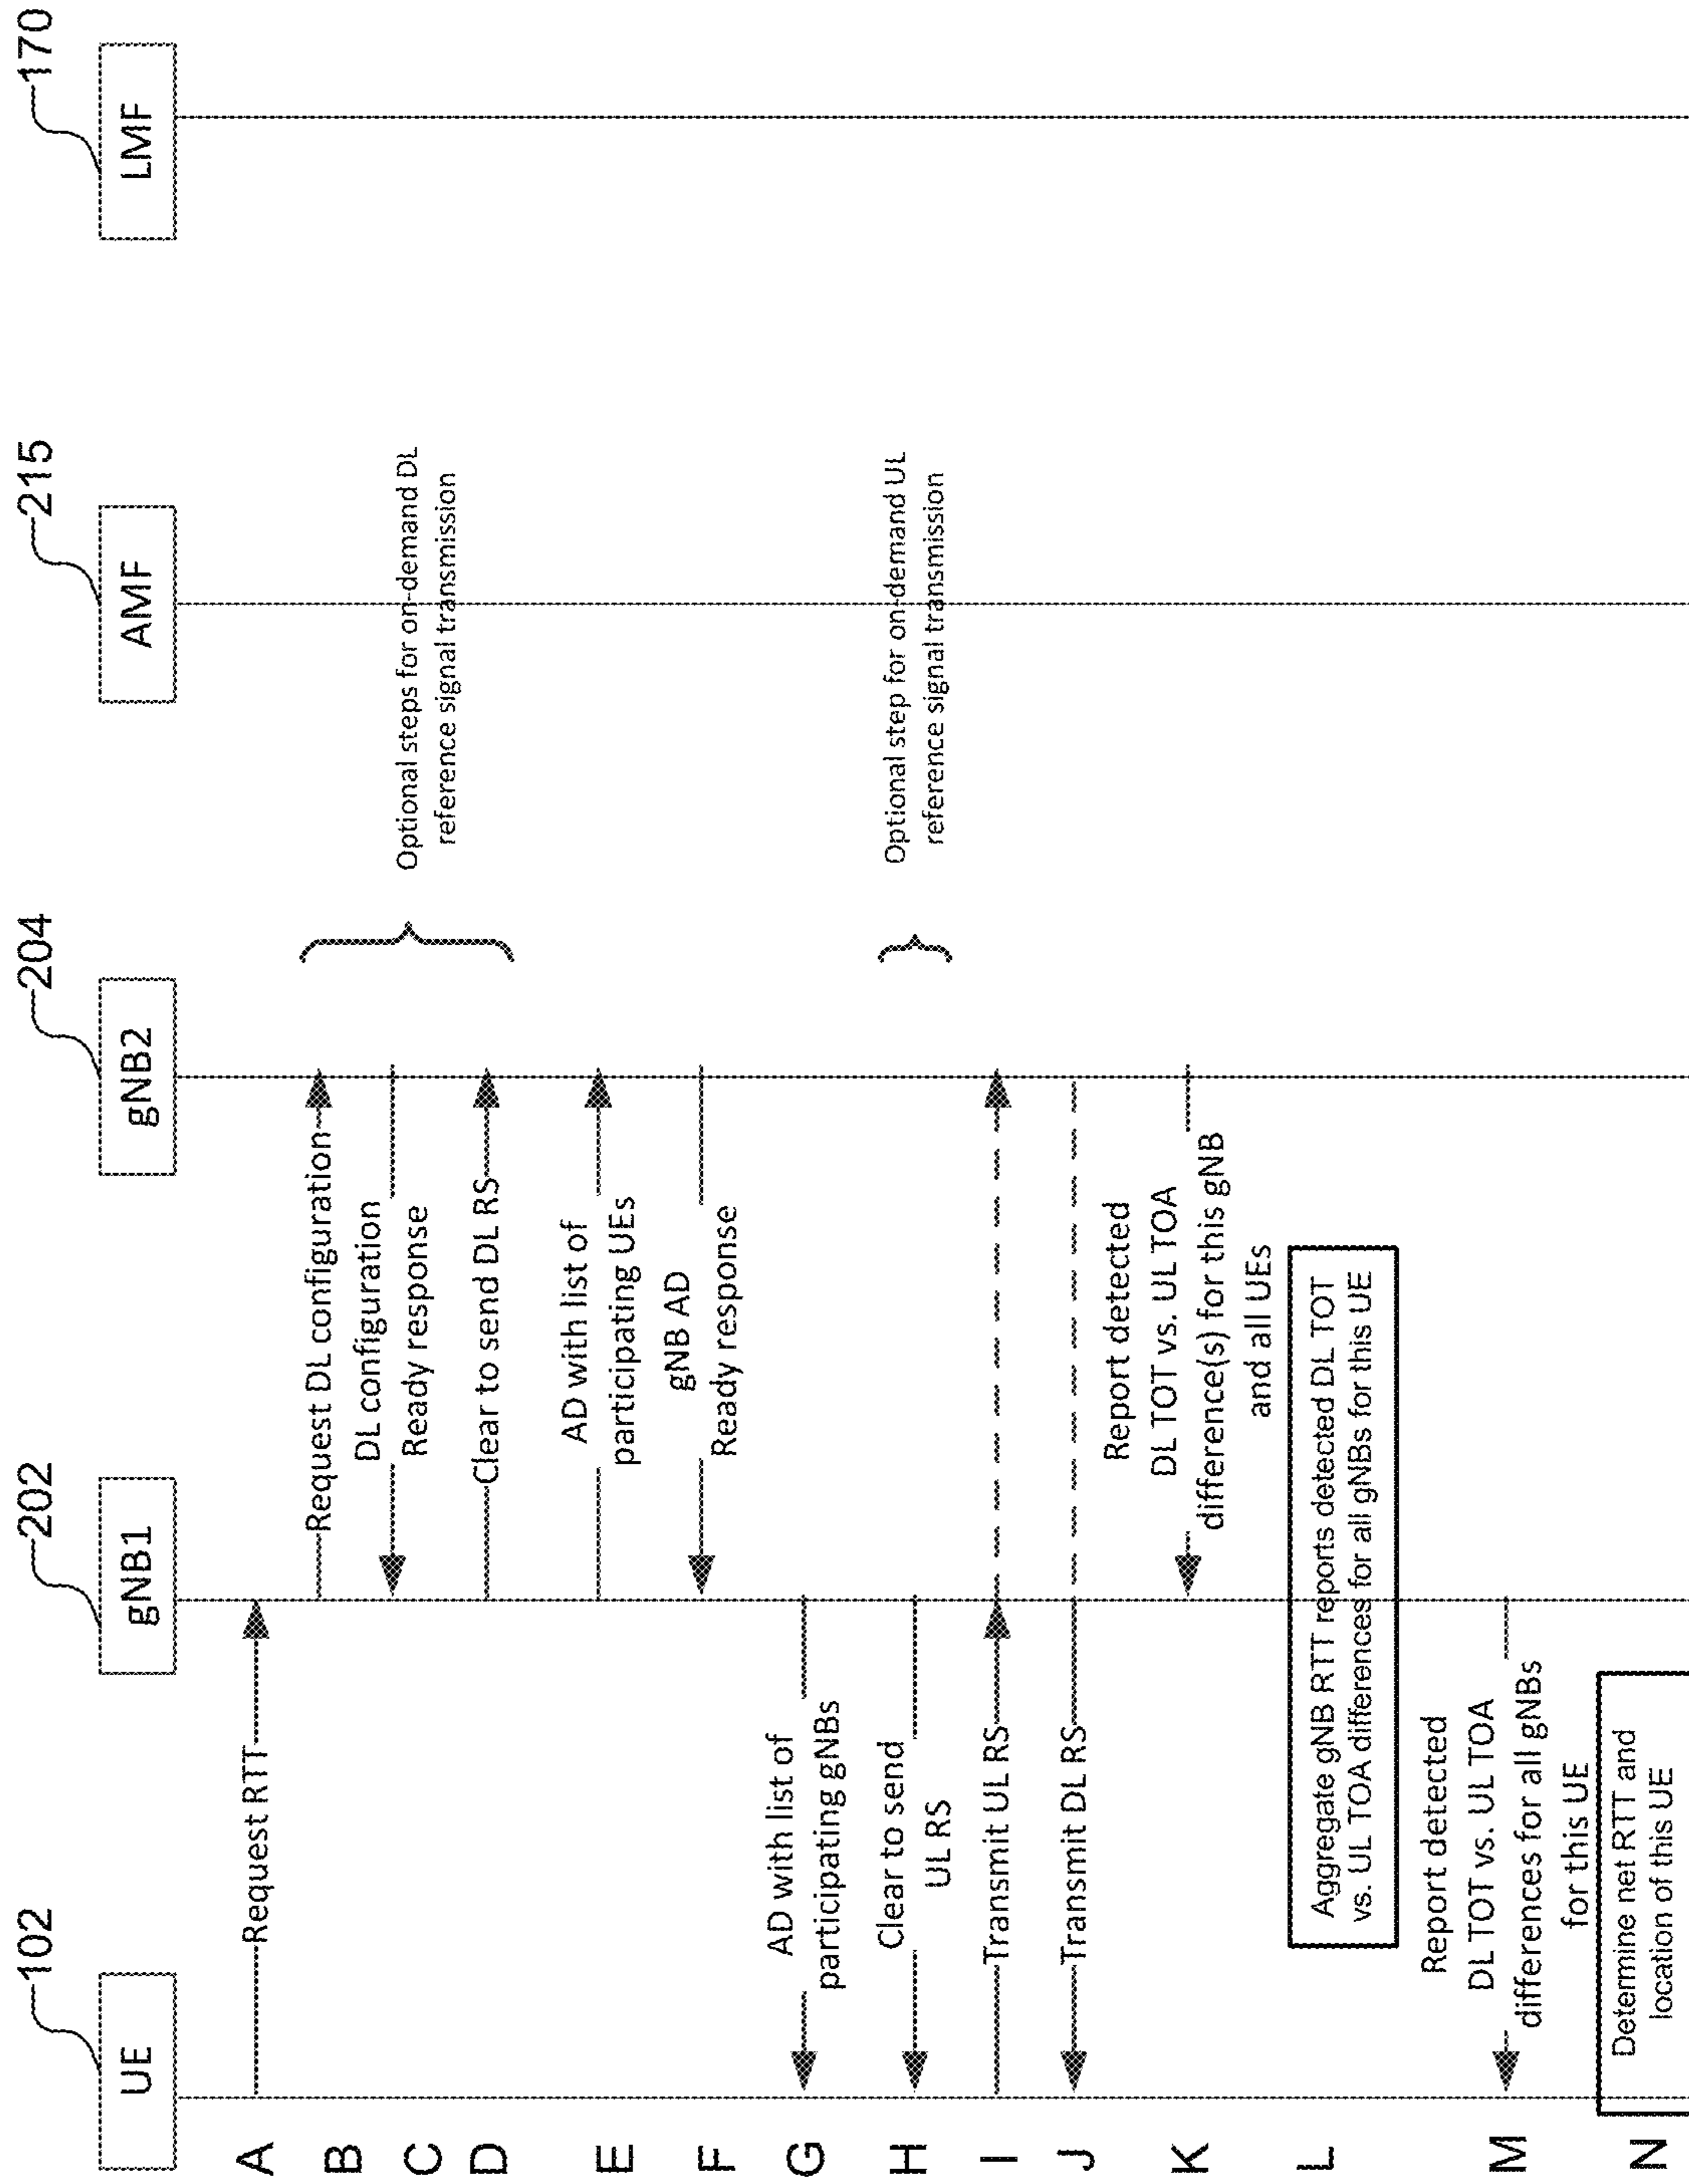 102
202
204
215
170
UE
gNB1
gNB2
AMF
LMF
A
Request RTT
B
Request DL configuration
C
DL configuration
Ready response
D
Clear to send DL RS
Optional steps for on-demand DL
reference signal transmission
E
AD with list of
participating UEs
F
gNB AD
Ready response
G
AD with list of
participating gNBs
H
Clear to send
UL RS
Optional step for on-demand UL
reference signal transmission
I
Transmit UL RS
J
Transmit DL RS
K
Report detected
DL TOT vs. UL TOA
difference(s) for this gNB
and all UEs
L
Aggregate gNB RTT reports detected DL TOT
vs. UL TOA differences for all gNBs for this UE
M
Report detected
DL TOT vs. UL TOA
differences for all gNBs
for this UE
N
Determine net RTT and
location of this UE